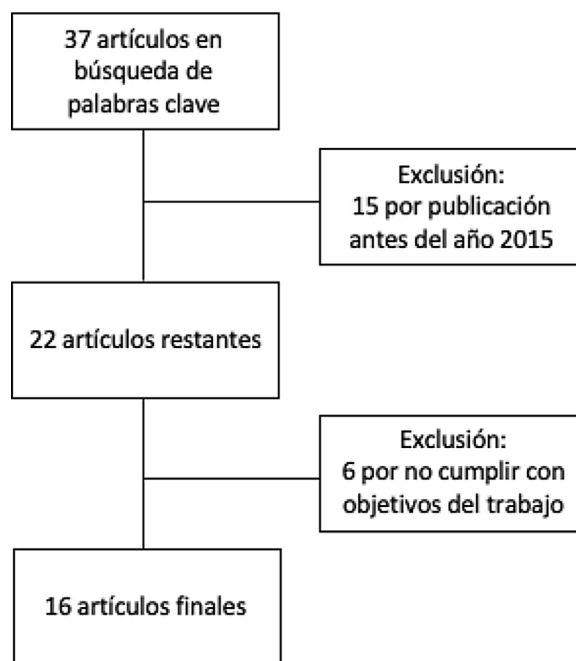 37 artículos en
búsqueda de
palabras clave
Exclusión:
15 por publicación
antes del año 2015
22 artículos restantes
Exclusión:
6 por no cumplir con
objetivos del trabajo
16 artículos finales